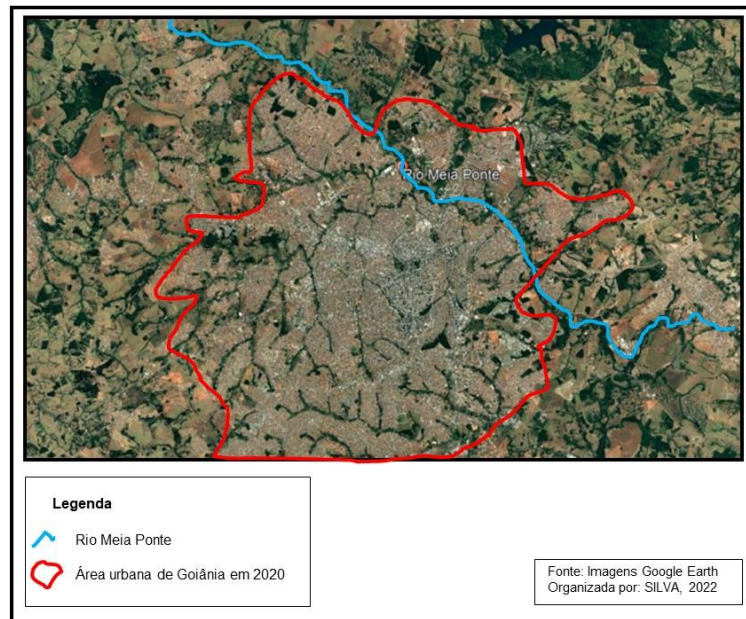 Rio Meia Ponte
Legenda
Rio Meia Ponte
Área urbana de Goiânia em 2020
Fonte: Imagens Google Earth
Organizada por: SILVA, 2022